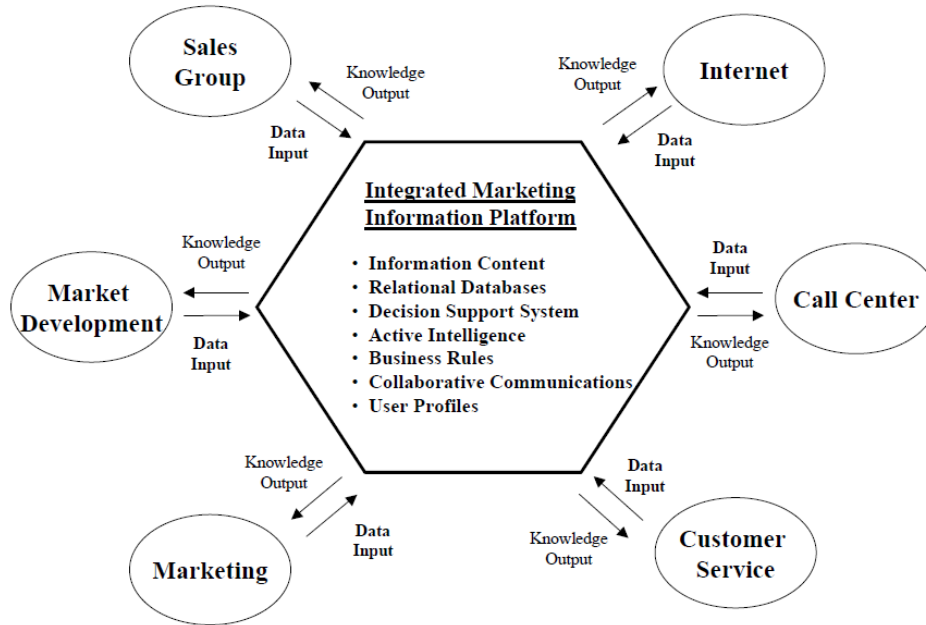 Sales
Group
Knowledge
Output
Data
Input
Knowledge
Output
Internet
Data
Input
Integrated Marketing
Information Platform
• Information Content
• Relational Databases
• Decision Support System
• Active Intelligence
• Business Rules
• Collaborative Communications
• User Profiles
Knowledge
Output
Market
Development
Data
Input
Data
Input
Call Center
Knowledge
Output
Knowledge
Output
Marketing
Data
Input
Data
Input
Knowledge
Output
Customer
Service